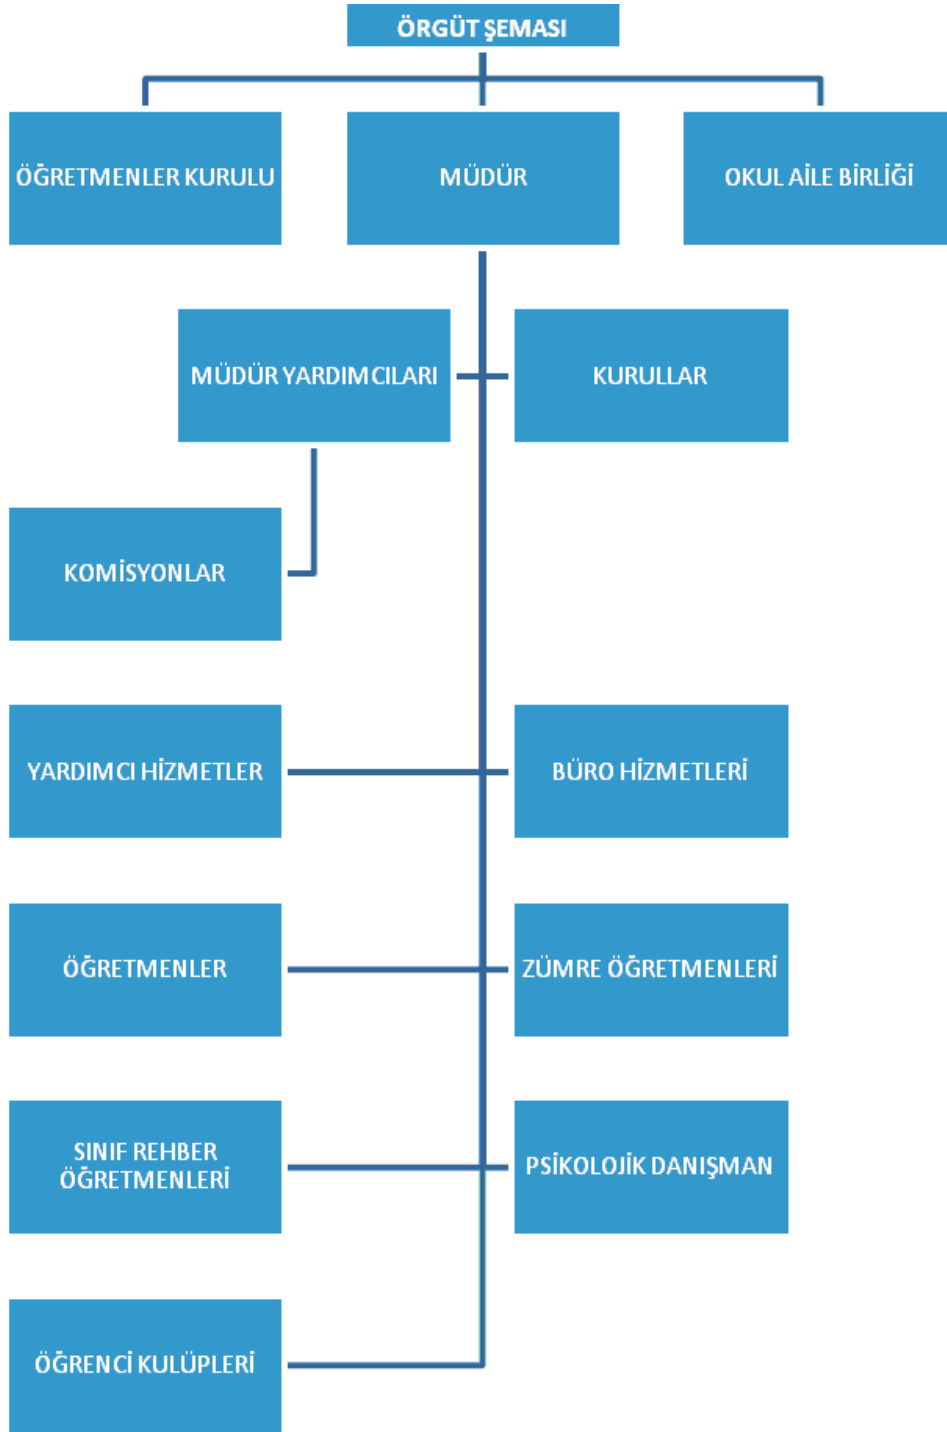 ÖRGÜT ŞEMASI
ÖĞRETMENLER KURULU
MÜDÜR
OKUL AİLE BİRLİĞİ
MÜDÜR YARDIMCILARI
KURULLAR
KOMİSYONLAR
YARDIMCI HİZMETLER
BÜRO HİZMETLERİ
ÖĞRETMENLER
ZÜMRE ÖĞRETMENLERİ
SINIF REHBER
ÖĞRETMENLERİ
PSİKOLOJİK DANIŞMAN
ÖĞRENCİ KULÜPLERİ